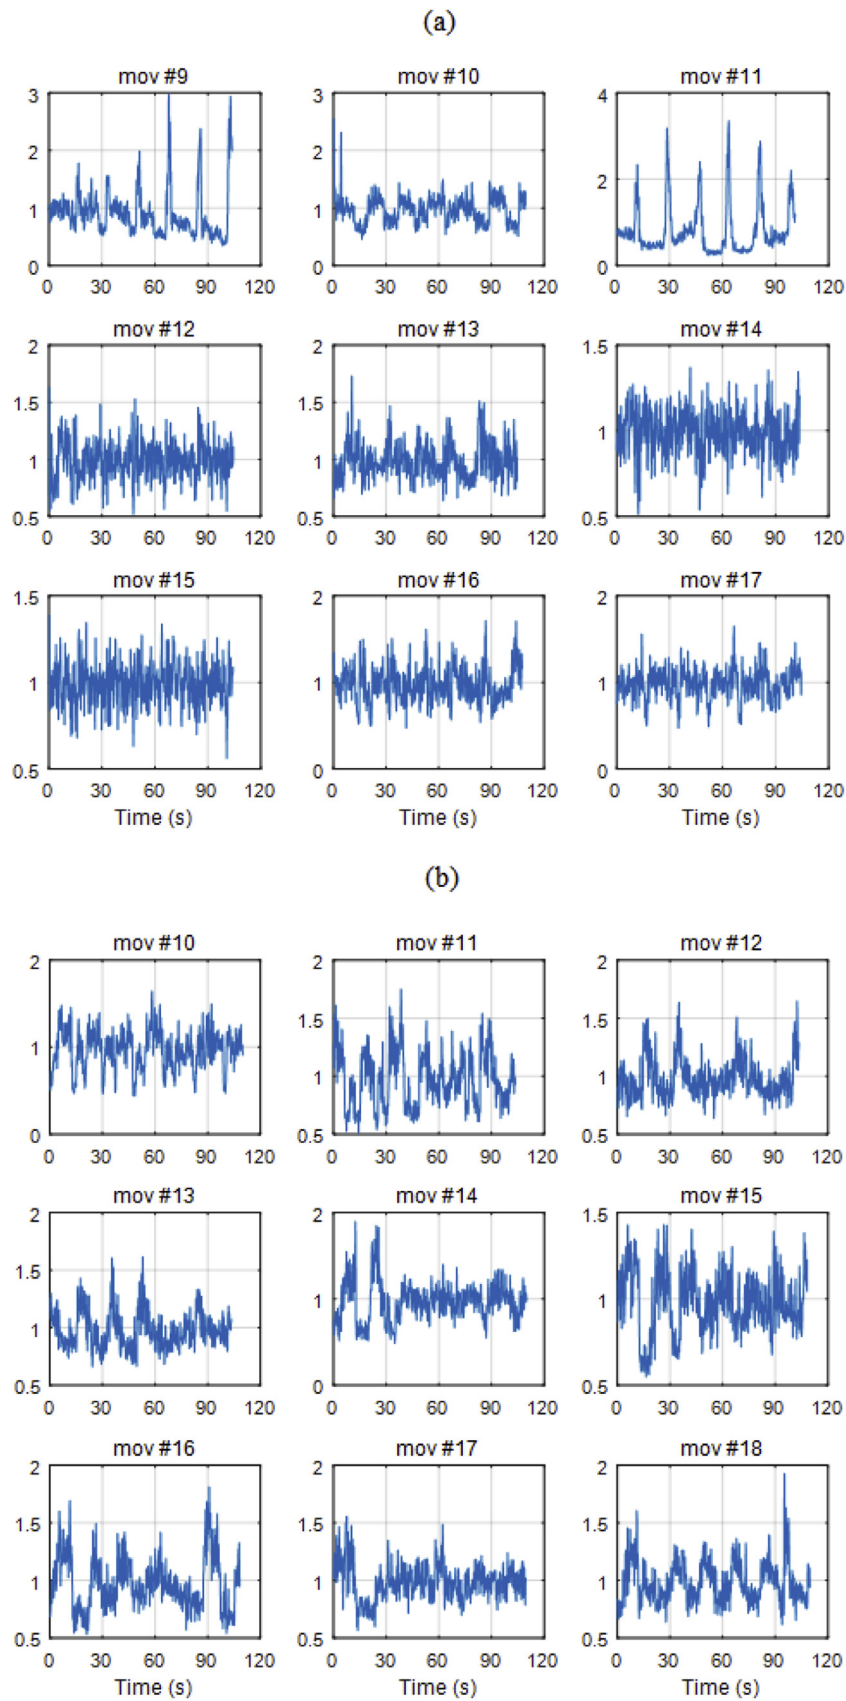 (a)
mov #9 mov #10 mov #11
3 3 4
2 2
1 1 2
0 0 0
0 30 60 90 120 0 30 60 90 120 0 30 60 90 120
mov #12 mov #13 mov #14
2 2 1.5
1.5 1.5
1 1 1
0.5 0.5 0.5
0 30 60 90 120 0 30 60 90 120 0 30 60 90 120
mov #15 mov #16 mov #17
1.5 2 2
1 1 1
0.5 0 0
0 30 60 90 120 0 30 60 90 120 0 30 60 90 120
Time (s) Time (s) Time (s)
(b)
mov #10 mov #11 mov #12
2 2 2
1.5 1.5
1 1 1
0 0.5 0.5
0 30 60 90 120 0 30 60 90 120 0 30 60 90 120
mov #13 mov #14 mov #15
2 2 1.5
1.5
1 1 1
0.5 0 0.5
0 30 60 90 120 0 30 60 90 120 0 30 60 90 120
mov #16 mov #17 mov #18
2 2 2
1.5 1.5 1.5
1 1 1
0.5 0.5 0.5
0 30 60 90 120 0 30 60 90 120 0 30 60 90 120
Time (s) Time (s) Time (s)